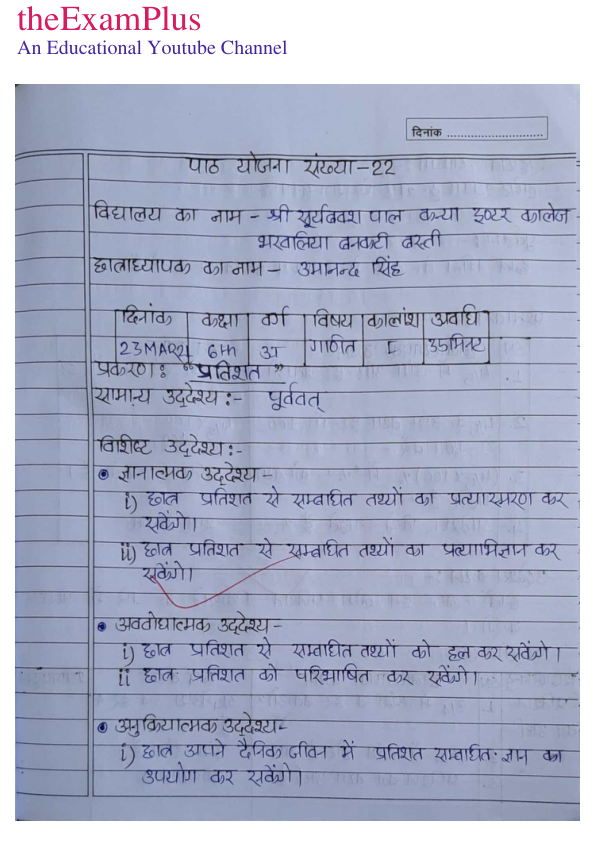 theExamPlus
An Educational Youtube Channel
दिनांक ..............................
पाठ योजना संख्या-22
विद्यालय का नाम - श्री सूर्यबक्श पाल कन्या इण्टर कालेज
भरवलिया बनकटी बस्ती
छात्राध्यापक का नाम - उमानन्द सिंह
दिनांक कक्षा वर्ग विषय कालांश अवधि
23MAR21 6th अ गणित I 35मिनट
प्रकरण: "प्रतिशत"
सामान्य उद्देश्य:- पूर्ववत्
विशिष्ट उद्देश्य:-
ज्ञानात्मक उद्देश्य-
i) छात्र प्रतिशत से सम्बाधित तथ्यों का प्रत्यास्मरण कर
सकेंगे।
ii) छात्र प्रतिशत से सम्बाधित तथ्यों का प्रत्याभिज्ञान कर
सकेंगे।
अवबोधात्मक उद्देश्य-
i) छात्र प्रतिशत से सम्बाधित तथ्यों को हल कर सकेंगे।
ii छात्र प्रतिशत को परिभाषित कर सकेंगे।
अनुक्रियात्मक उद्देश्य-
i) छात्र अपने दैनिक जीवन में प्रतिशत सम्बाधित ज्ञान का
उपयोग कर सकेंगे।